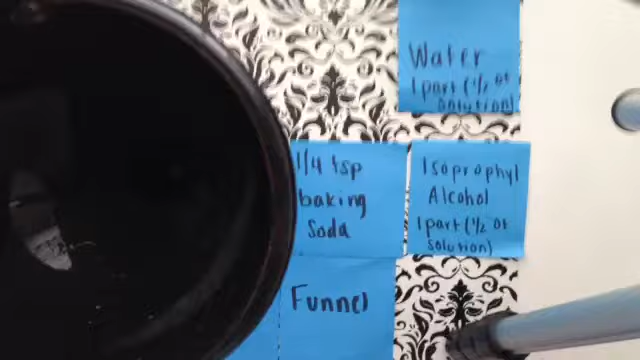 Water
1 part (1/2 of
solution)
1/4 tsp
baking
Soda
Isoprophyl
Alcohol
1 part (1/2 of
solution)
Funnel